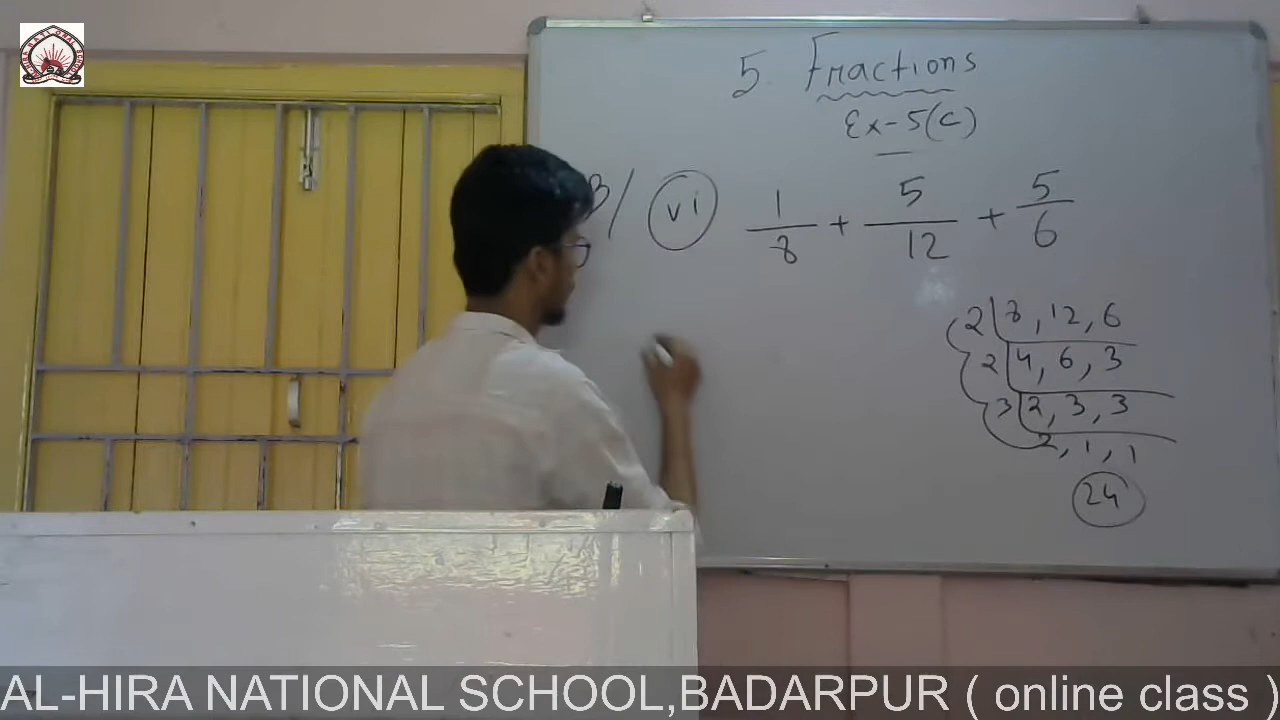 5 Fractions
Ex-5(C)
3/ (vi) 1/8 + 5/12 + 5/6
2 | 8, 12, 6
2 | 4, 6, 3
3 | 2, 3, 3
2, 1, 1
24
AL-HIRA NATIONAL SCHOOL,BADARPUR ( online class )